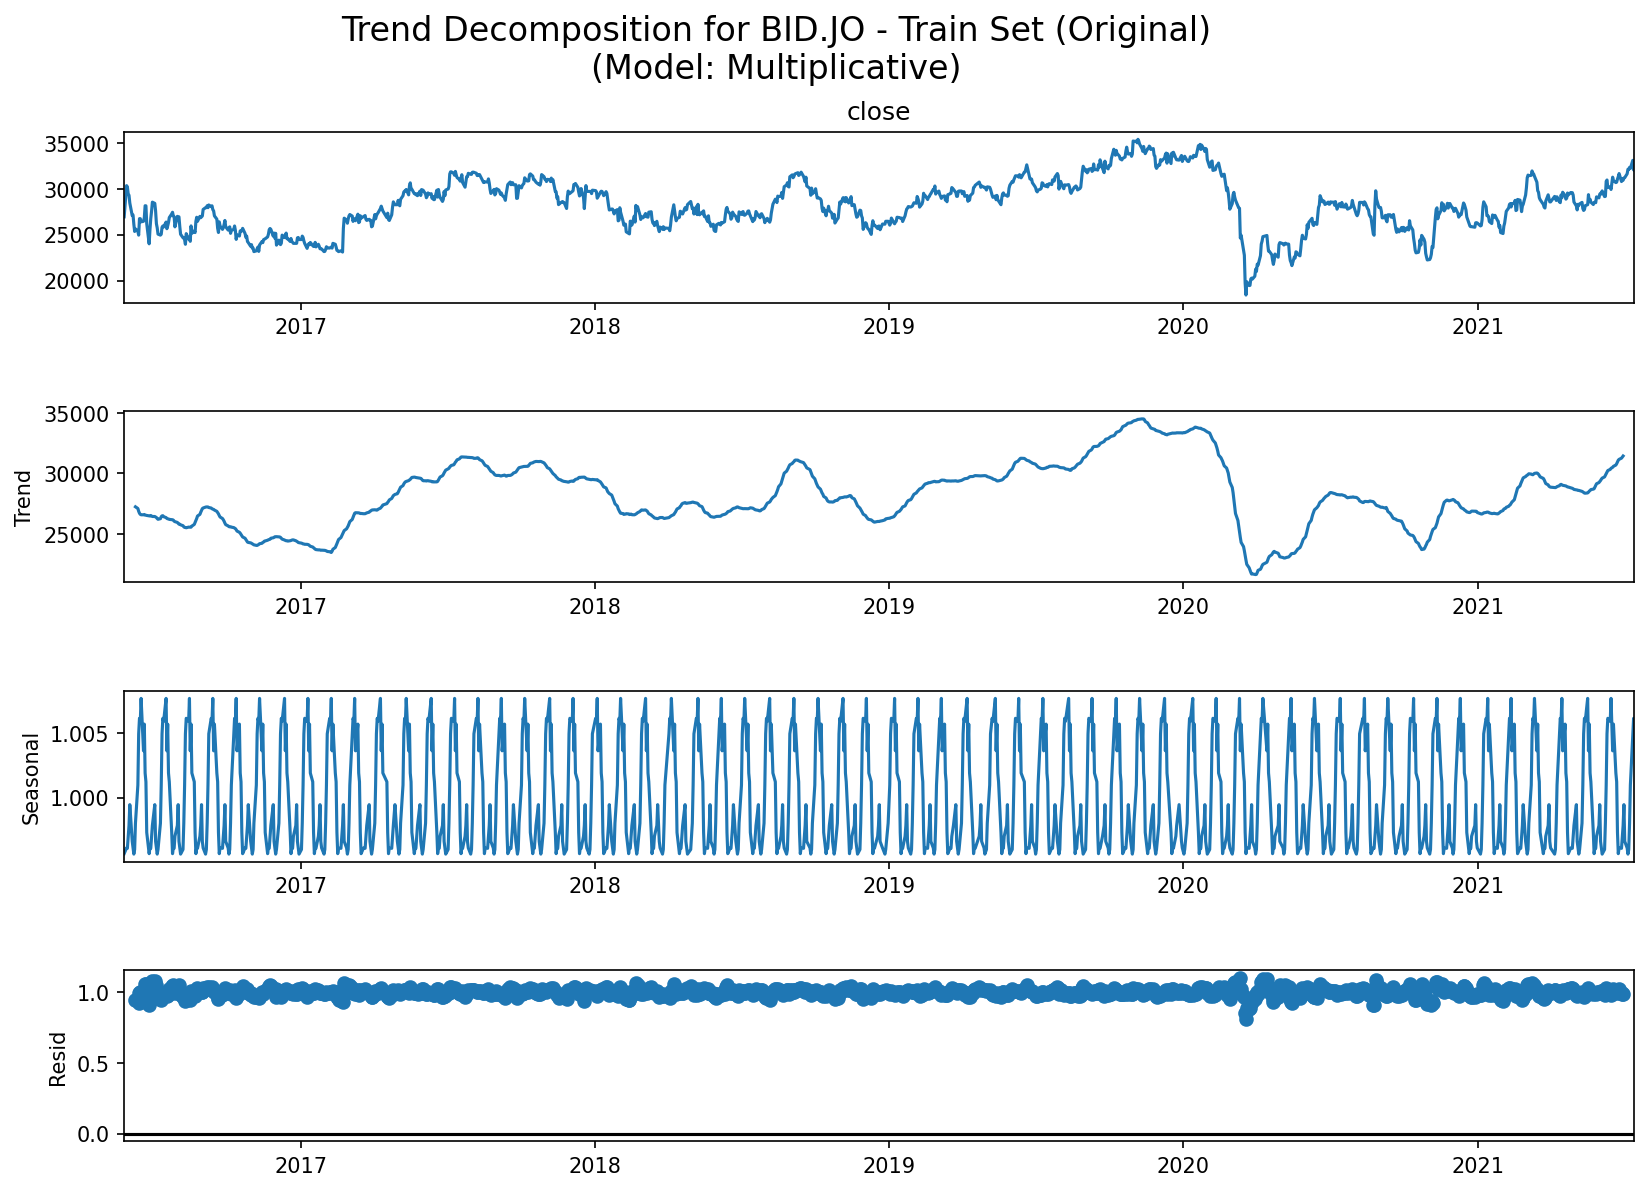 Trend Decomposition for BID.JO - Train Set (Original)
(Model: Multiplicative)
close
35000
30000
25000
20000
2017 2018 2019 2020 2021
Trend
35000
30000
25000
2017 2018 2019 2020 2021
Seasonal
1.005
1.000
2017 2018 2019 2020 2021
Resid
1.0
0.5
0.0
2017 2018 2019 2020 2021